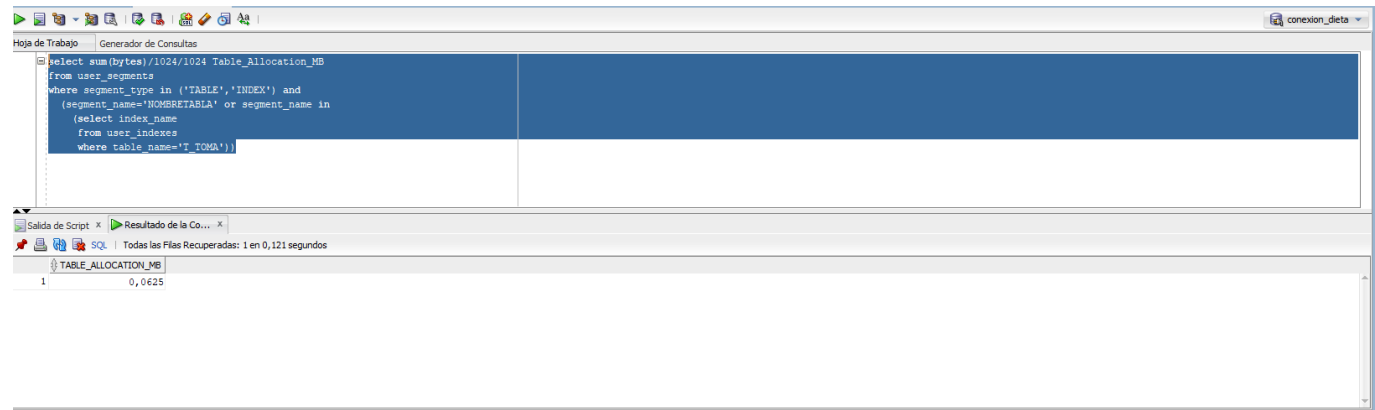 conexion_dieta
Hoja de Trabajo Generador de Consultas
select sum(bytes)/1024/1024 Table_Allocation_MB
from user_segments
where segment_type in ('TABLE','INDEX') and
(segment_name='NOMBRETABLA' or segment_name in
(select index_name
from user_indexes
where table_name='T_TOMA'))
Salida de Script x Resultado de la Co... x
SQL | Todas las Filas Recuperadas: 1 en 0,121 segundos
TABLE_ALLOCATION_MB
1 0,0625